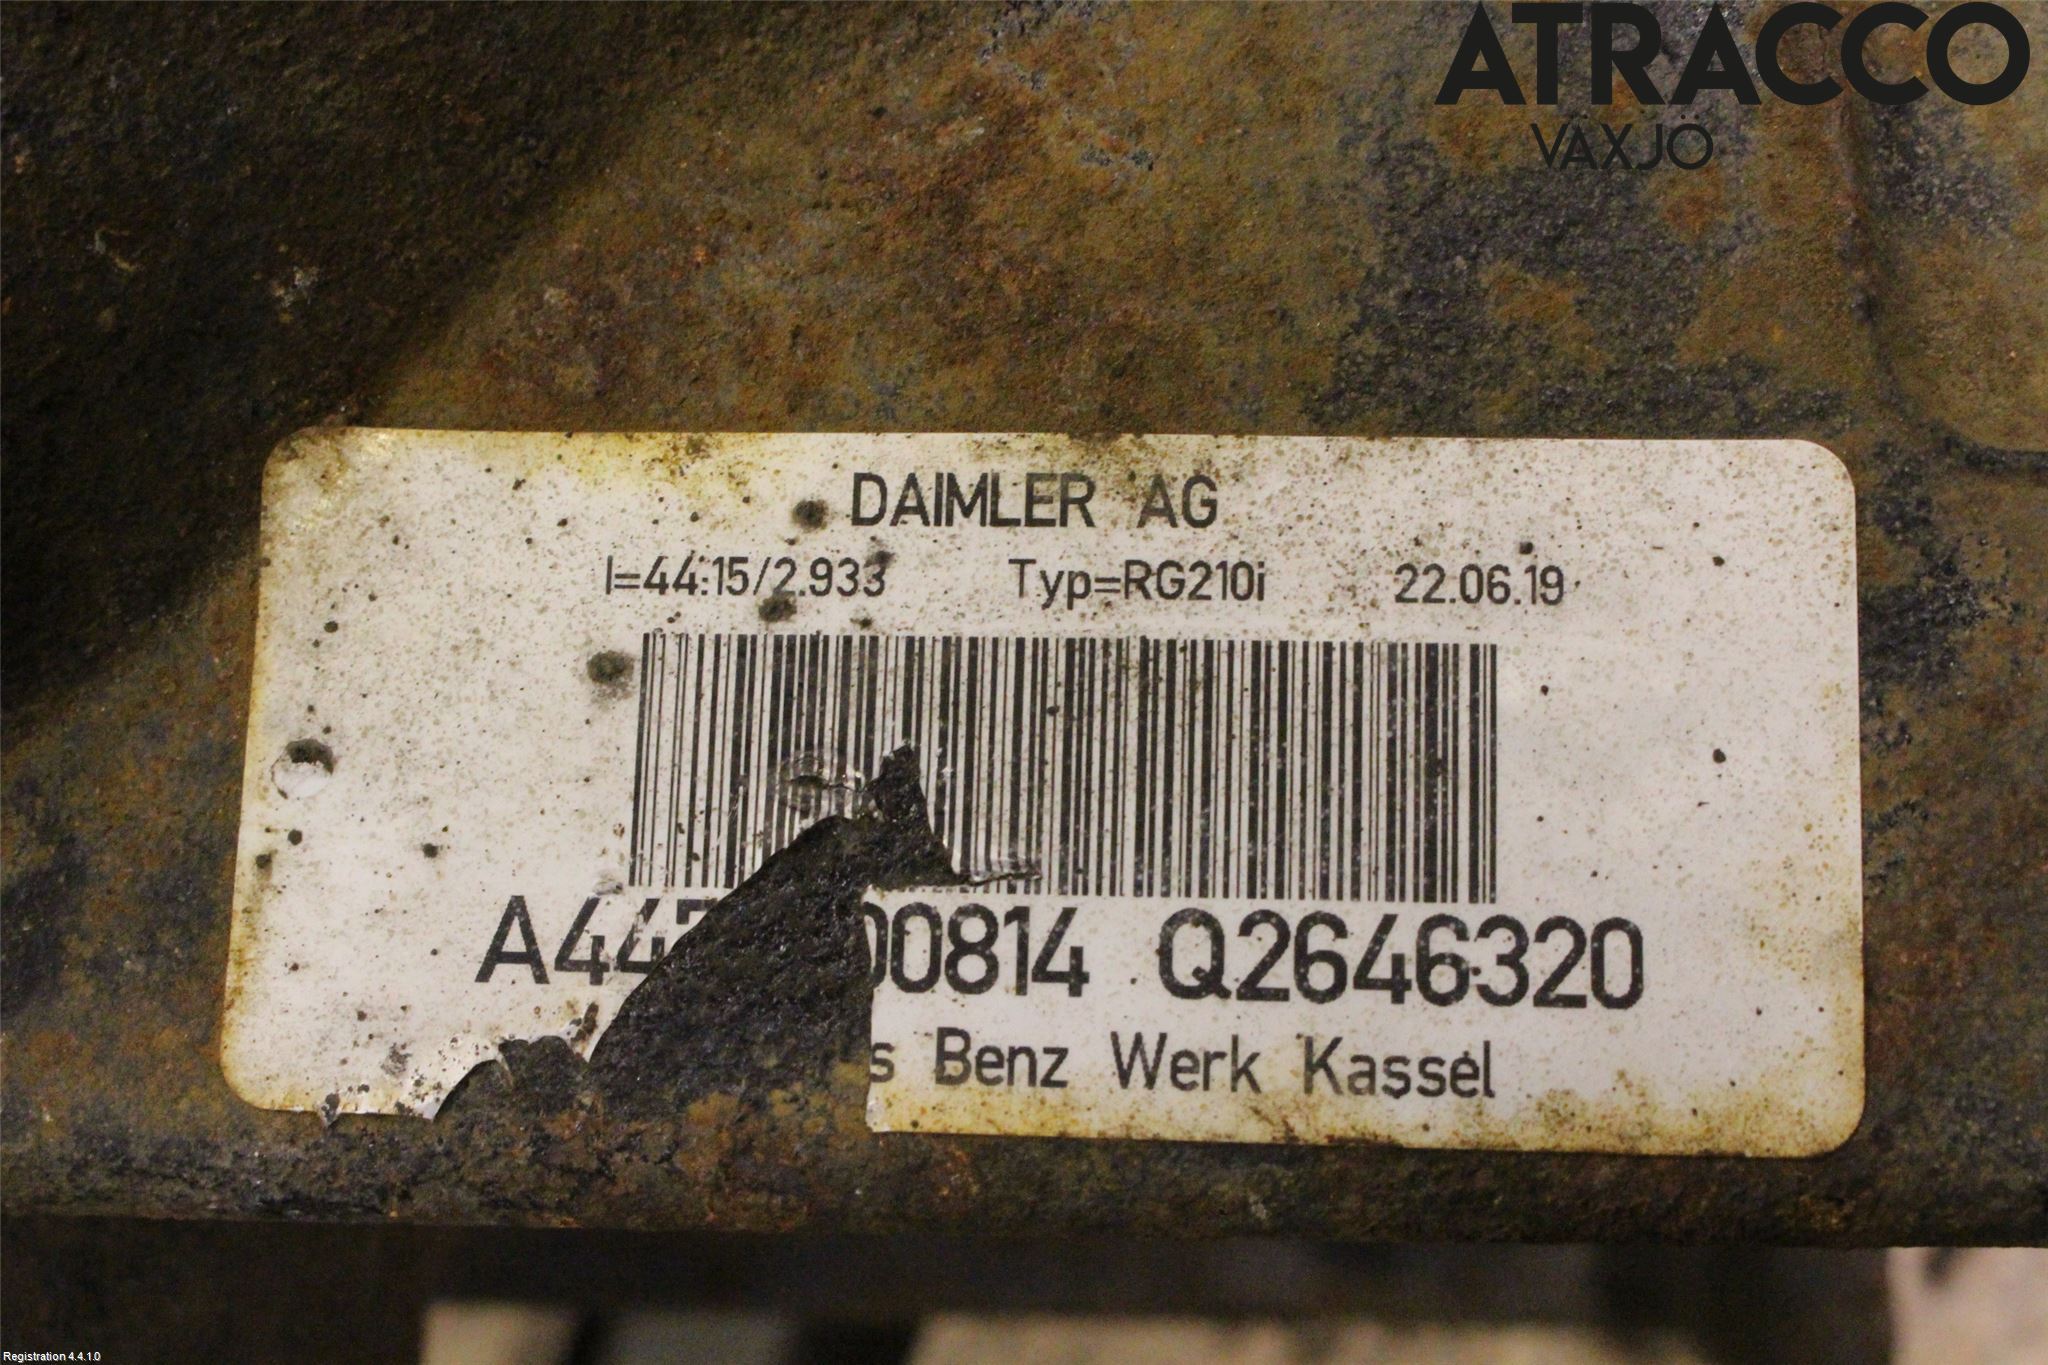 ATRACCO
VÄXJÖ
DAIMLER AG
I=44:15/2.933 Typ=RG210i 22.06.19
Q2646320
Benz Werk Kassel
Registration 4.4.1.0